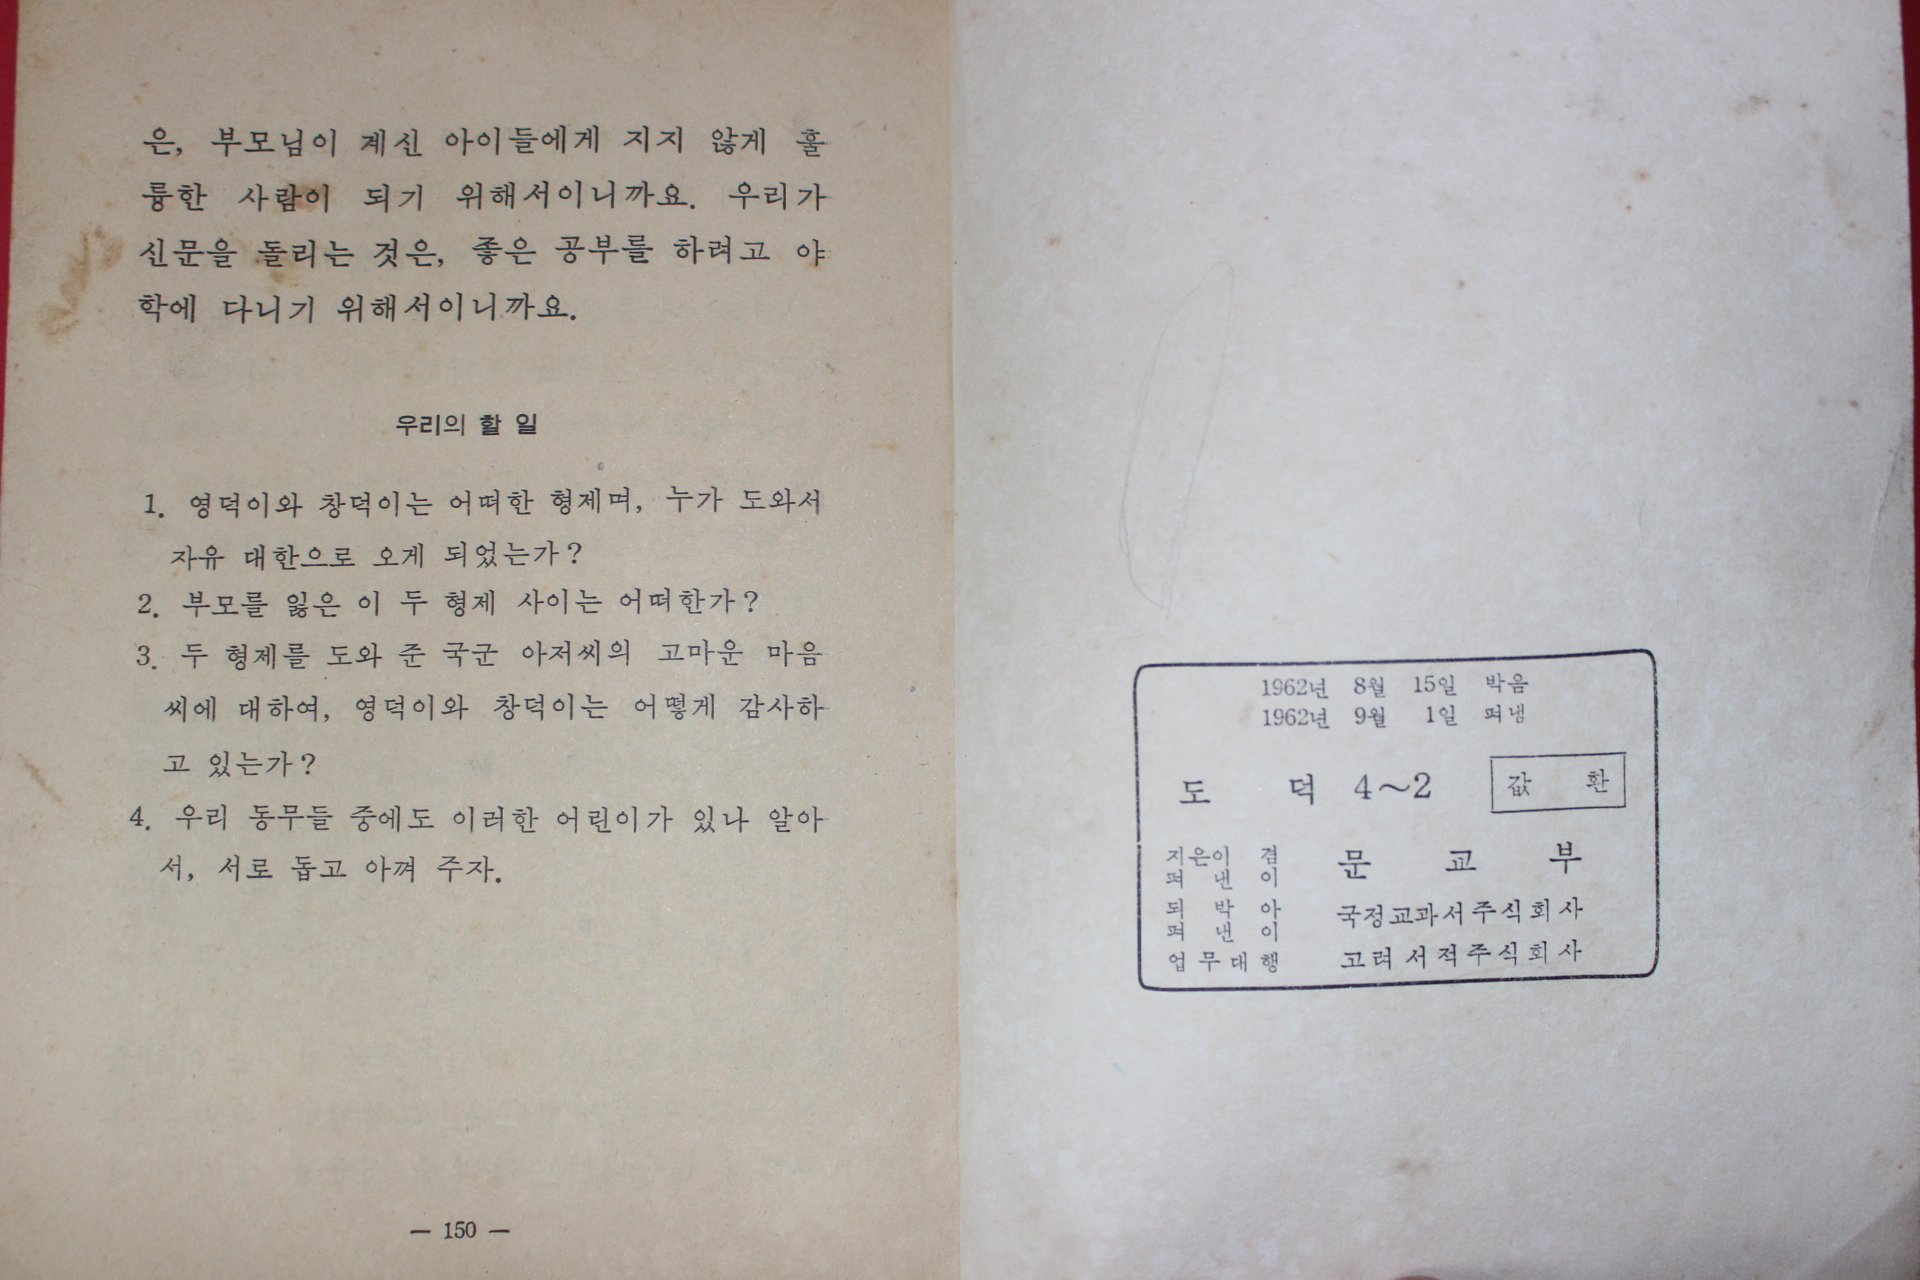 은, 부모님이 계신 아이들에게 지지 않게 훌
륭한 사람이 되기 위해서이니까요. 우리가
신문을 돌리는 것은, 좋은 공부를 하려고 야
학에 다니기 위해서이니까요.
우리의 할 일
1. 영덕이와 창덕이는 어떠한 형제며, 누가 도와서
자유 대한으로 오게 되었는가?
2. 부모를 잃은 이 두 형제 사이는 어떠한가?
3. 두 형제를 도와 준 국군 아저씨의 고마운 마음
씨에 대하여, 영덕이와 창덕이는 어떻게 감사하
고 있는가?
4. 우리 동무들 중에도 이러한 어린이가 있나 알아
서, 서로 돕고 아껴 주자.
— 150 —
1962년 8월 15일 박음
1962년 9월 1일 펴냄
도 덕 4~2
값 환
지은이 겸
펴 낸 이
문 교 부
되 박 아
펴 낸 이
국정교과서주식회사
업무대행 고려서적주식회사